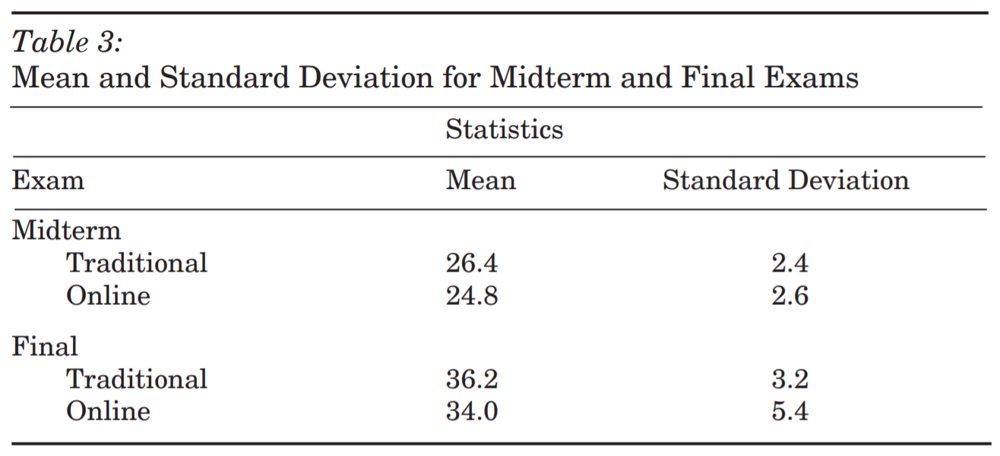 Table 3:
Mean and Standard Deviation for Midterm and Final Exams
Statistics
Exam Mean Standard Deviation
Midterm
Traditional 26.4 2.4
Online 24.8 2.6
Final
Traditional 36.2 3.2
Online 34.0 5.4